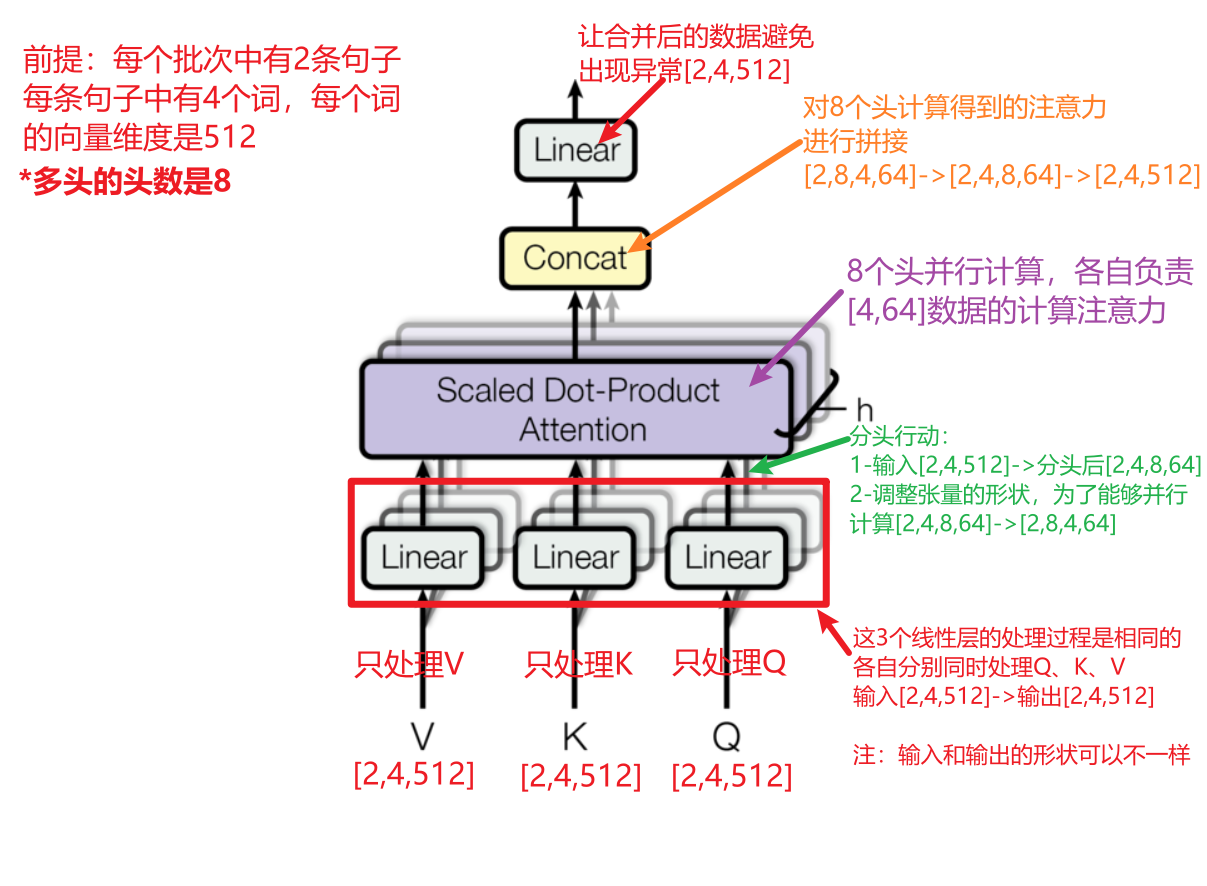 前提：每个批次中有2条句子
每条句子中有4个词，每个词
的向量维度是512
*多头的头数是8
让合并后的数据避免
出现异常[2,4,512]
Linear
对8个头计算得到的注意力
进行拼接
[2,8,4,64]->[2,4,8,64]->[2,4,512]
Concat
8个头并行计算，各自负责
[4,64]数据的计算注意力
Scaled Dot-Product
Attention
h
分头行动：
1-输入[2,4,512]->分头后[2,4,8,64]
2-调整张量的形状，为了能够并行
计算[2,4,8,64]->[2,8,4,64]
Linear
Linear
Linear
这3个线性层的处理过程是相同的
各自分别同时处理Q、K、V
输入[2,4,512]->输出[2,4,512]
注：输入和输出的形状可以不一样
只处理V
只处理K
只处理Q
V
K
Q
[2,4,512]
[2,4,512]
[2,4,512]